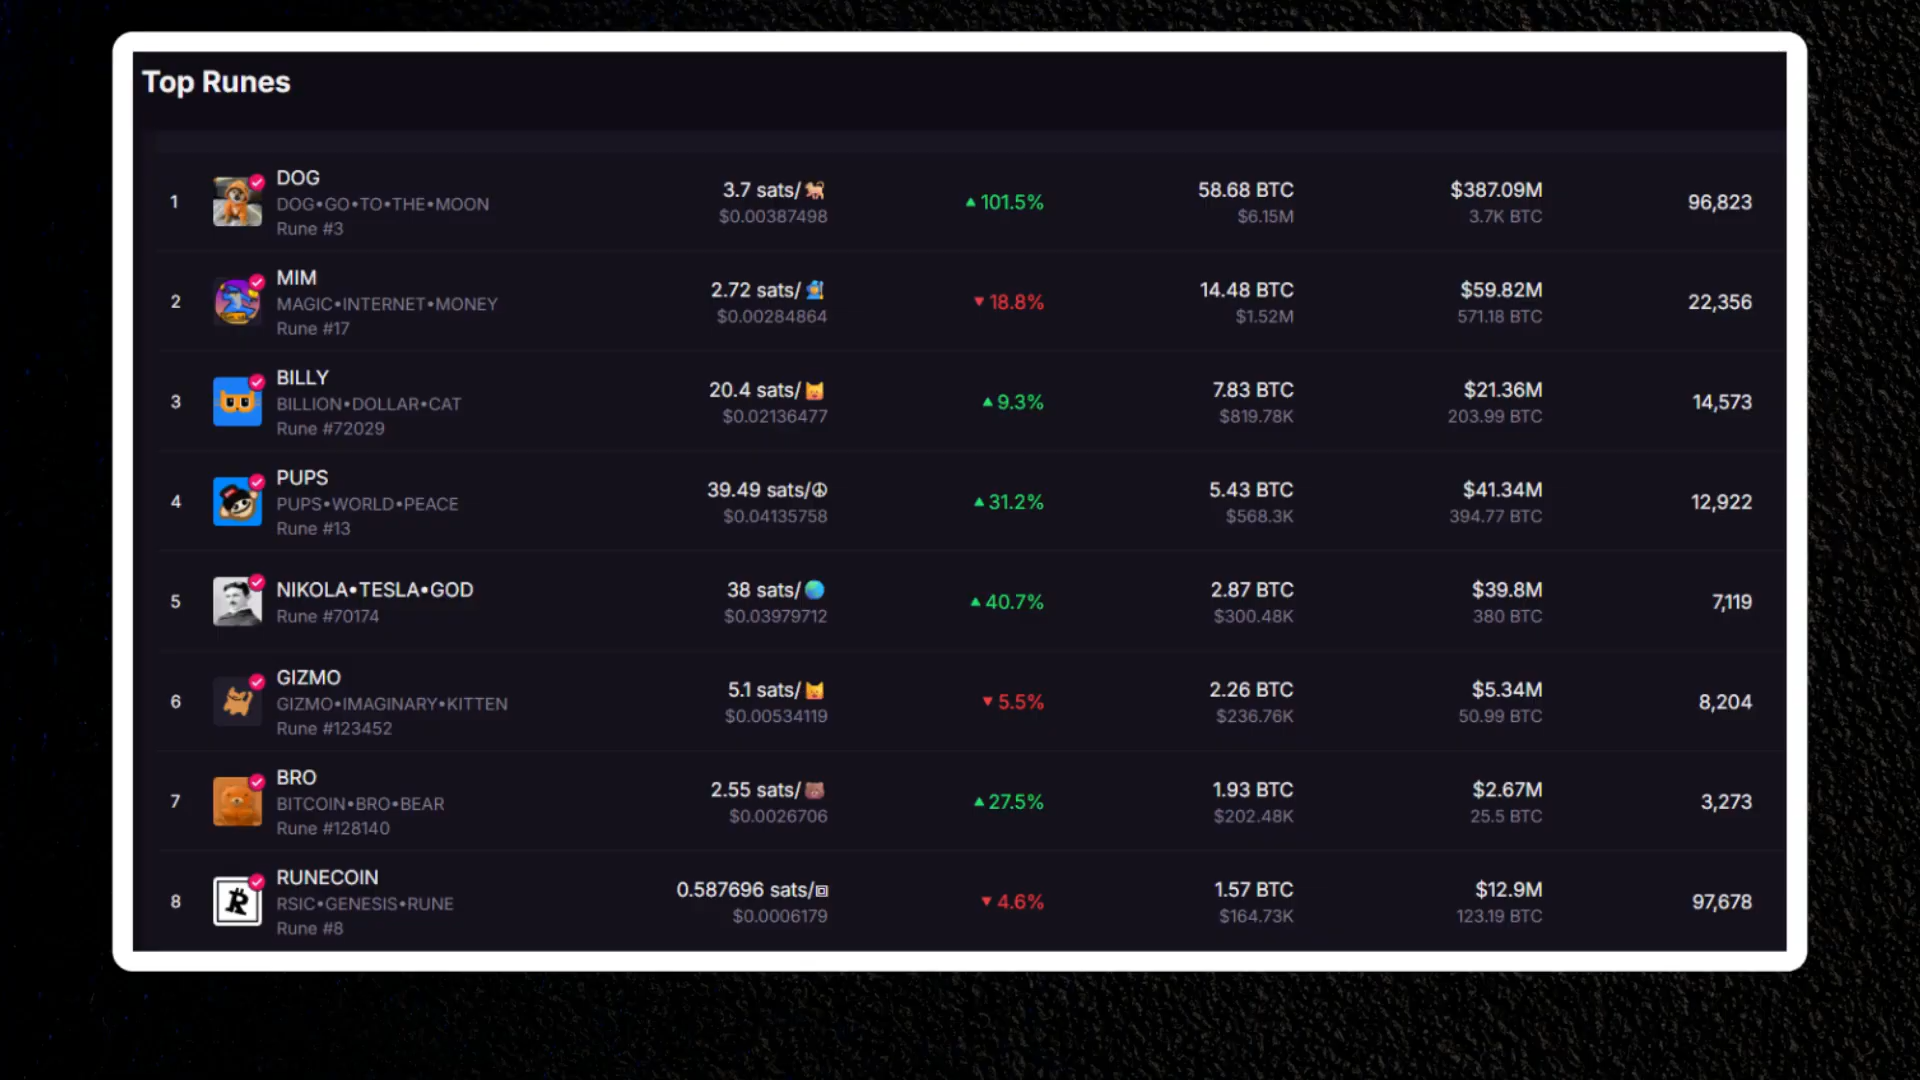 Top Runes
1
DOG
DOG•GO•TO•THE•MOON
Rune #3
3.7 sats/🐕
$0.00387498
▲101.5%
58.68 BTC
$6.15M
$387.09M
3.7K BTC
96,823
2
MIM
MAGIC•INTERNET•MONEY
Rune #17
2.72 sats/🧙
$0.00284864
▼18.8%
14.48 BTC
$1.52M
$59.82M
571.18 BTC
22,356
3
BILLY
BILLION•DOLLAR•CAT
Rune #72029
20.4 sats/😼
$0.02136477
▲9.3%
7.83 BTC
$819.78K
$21.36M
203.99 BTC
14,573
4
PUPS
PUPS•WORLD•PEACE
Rune #13
39.49 sats/☮
$0.04135758
▲31.2%
5.43 BTC
$568.3K
$41.34M
394.77 BTC
12,922
5
NIKOLA•TESLA•GOD
Rune #70174
38 sats/🌍
$0.03979712
▲40.7%
2.87 BTC
$300.48K
$39.8M
380 BTC
7,119
6
GIZMO
GIZMO•IMAGINARY•KITTEN
Rune #123452
5.1 sats/😼
$0.00534119
▼5.5%
2.26 BTC
$236.76K
$5.34M
50.99 BTC
8,204
7
BRO
BITCOIN•BRO•BEAR
Rune #128140
2.55 sats/🐻
$0.0026706
▲27.5%
1.93 BTC
$202.48K
$2.67M
25.5 BTC
3,273
8
RUNECOIN
RSIC•GENESIS•RUNE
Rune #8
0.587696 sats/⧈
$0.0006179
▼4.6%
1.57 BTC
$164.73K
$12.9M
123.19 BTC
97,678